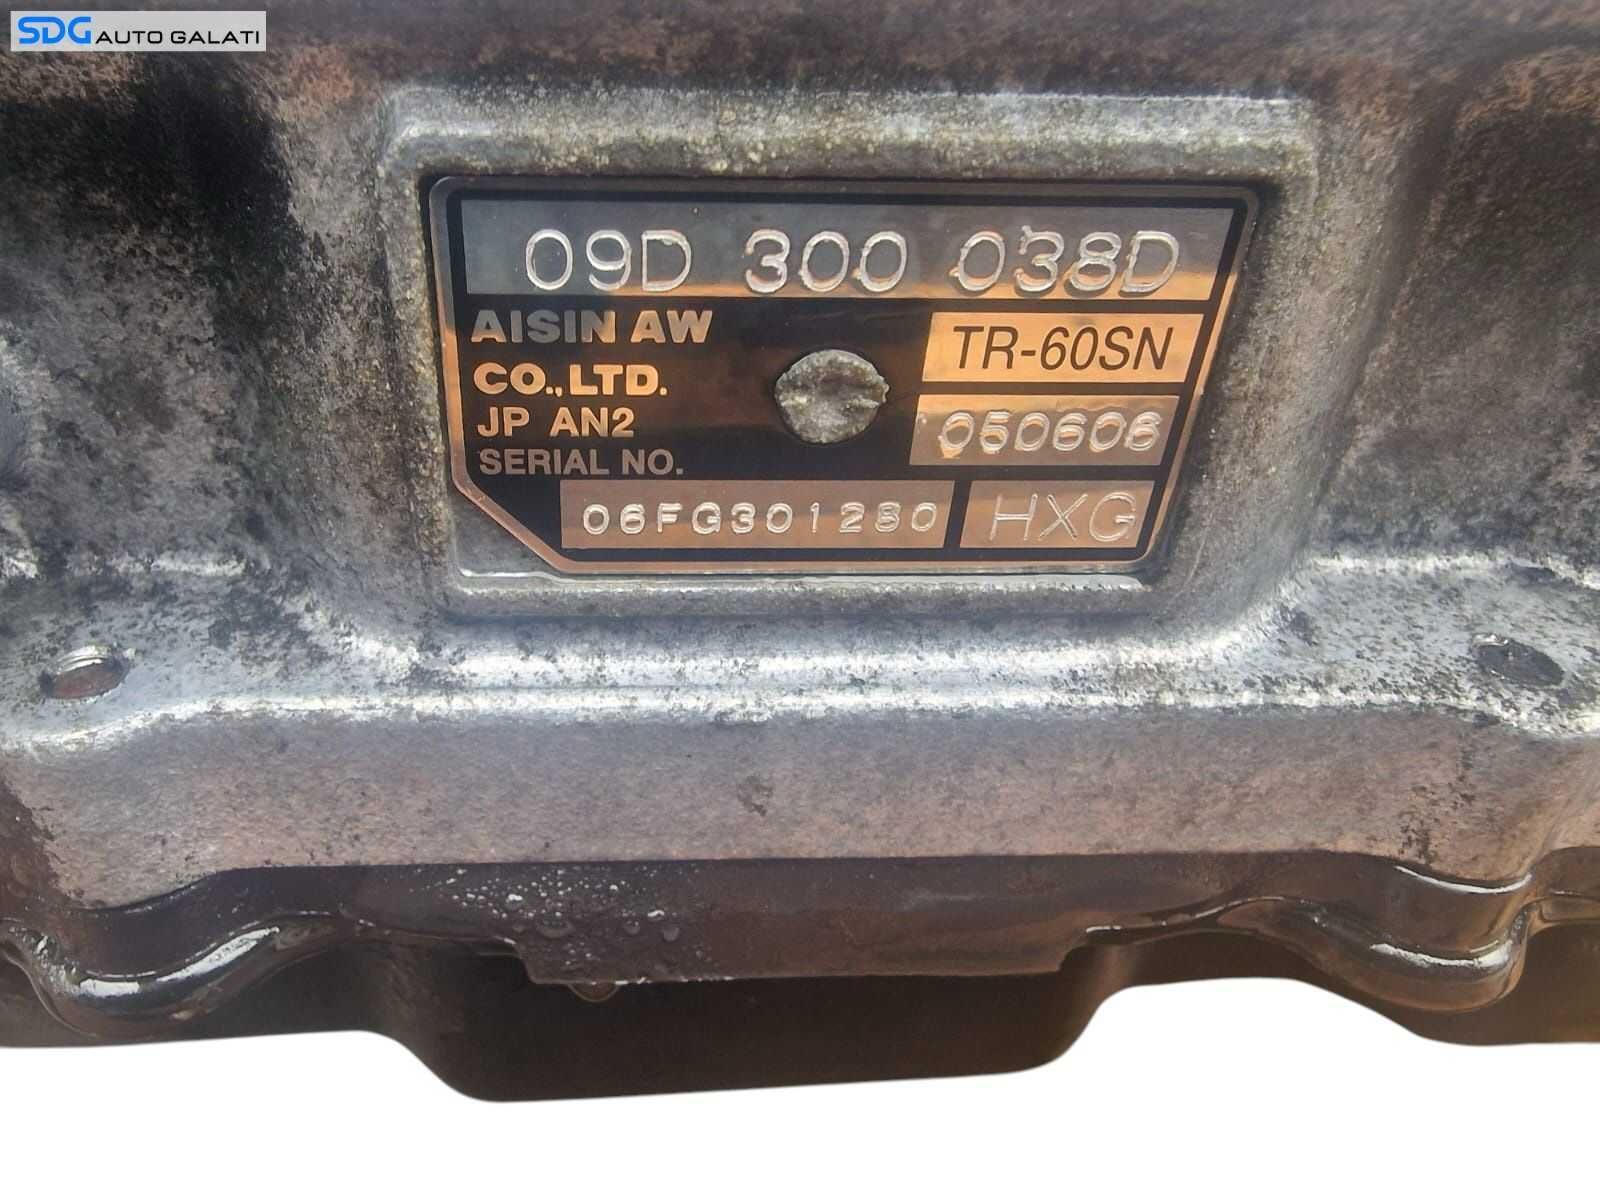 SDG AUTO GALATI
09D 300 038D
AISIN AW
CO., LTD.
JP AN2
SERIAL NO.
TR-60SN
050606
06FG301280
HXG